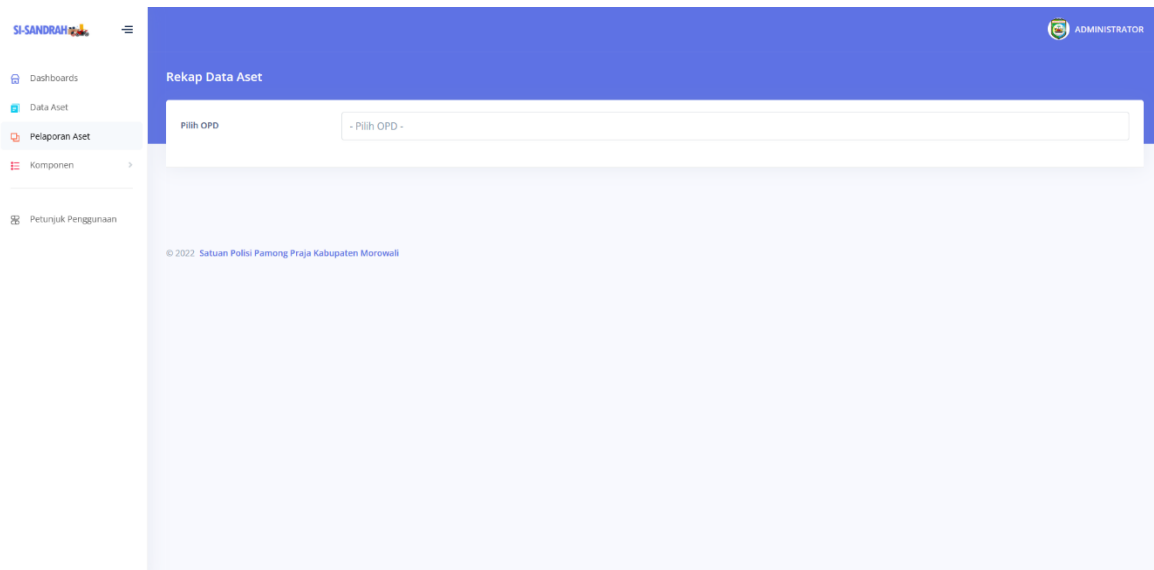 SI-SANDRAH
ADMINISTRATOR
Dashboards
Data Aset
Pelaporan Aset
Komponen
Petunjuk Penggunaan
Rekap Data Aset
Pilih OPD
- Pilih OPD -
© 2022 Satuan Polisi Pamong Praja Kabupaten Morowali